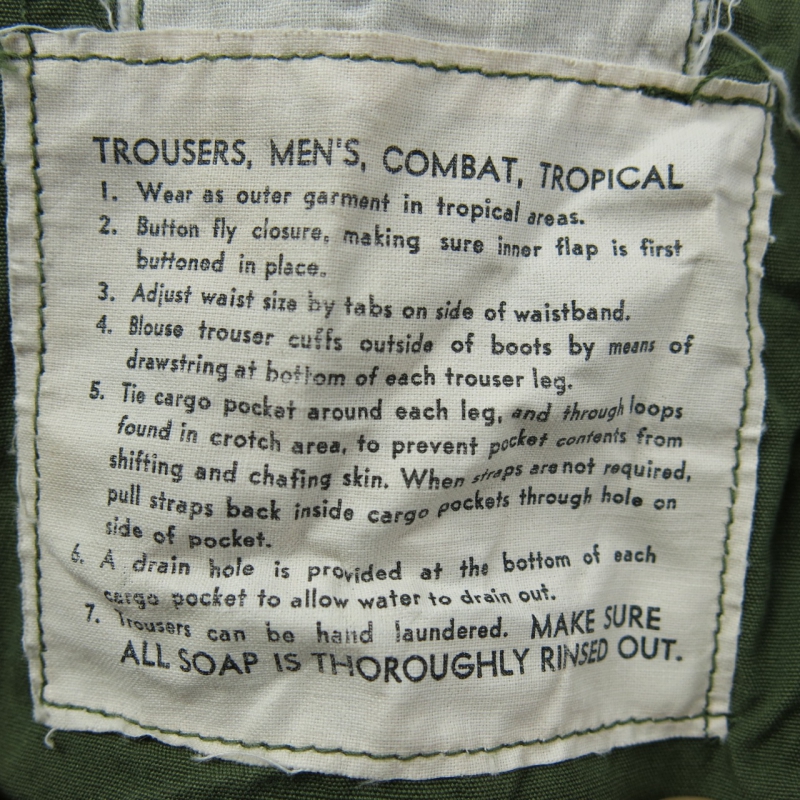 TROUSERS, MEN'S, COMBAT, TROPICAL
1. Wear as outer garment in tropical areas.
2. Button fly closure, making sure inner flap is first
buttoned in place.
3. Adjust waist size by tabs on side of waistband.
4. Blouse trouser cuffs outside of boots by means of
drawstring at bottom of each trouser leg.
5. Tie cargo pocket around each leg, and through loops
found in crotch area, to prevent pocket contents from
shifting and chafing skin. When straps are not required,
pull straps back inside cargo pockets through hole on
side of pocket.
6. A drain hole is provided at the bottom of each
cargo pocket to allow water to drain out.
7. Trousers can be hand laundered. MAKE SURE
ALL SOAP IS THOROUGHLY RINSED OUT.